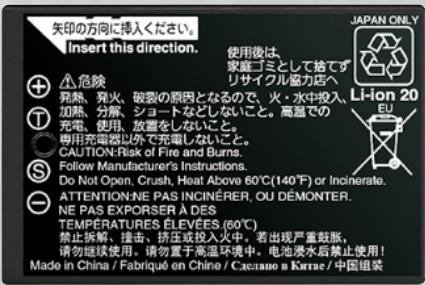 矢印の方向に挿入ください。
Insert this direction.
使用後は、
家庭ゴミとして捨てず
リサイクル協力店へ
JAPAN ONLY
Li-ion 20
EU
⚠危険
発熱、発火、破裂の原因となるので、火・水中投入、
加熱、分解、ショートなどしないこと。高温での
充電、使用、放置をしないこと。
専用充電器以外で充電しないこと。
+
T
S
−
CAUTION:Risk of Fire and Burns.
Follow Manufacturer's Instructions.
Do Not Open, Crush, Heat Above 60℃(140℉) or Incinerate.
ATTENTION:NE PAS INCINÉRER, OU DÉMONTER.
NE PAS EXPORSER À DES
TEMPÉRATURES ÉLEVÉES.(60℃)
禁止拆解、撞击、挤压或投入火中。若出现严重鼓胀,
请勿继续使用。请勿置于高温环境中。电池浸水后禁止使用!
Made in China / Fabriqué en Chine / Сделано в Китае / 中国组装